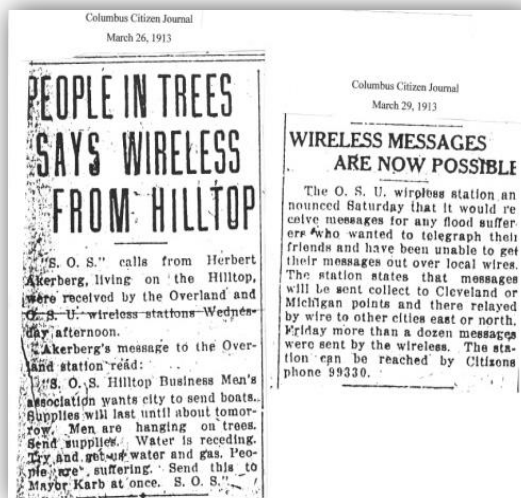 Columbus Citizen Journal
March 26, 1913
PEOPLE IN TREES
SAYS WIRELESS
FROM HILLTOP
"S. O. S." calls from Herbert
Akerberg, living on the Hilltop,
were received by the Overland and
O. S. U. wireless stations Wednes-
day afternoon.
Akerberg's message to the Over-
land station read:
"S. O. S. Hilltop Business Men's
association wants city to send boats.
Supplies will last until about tomor-
row. Men are hanging on trees.
Send supplies. Water is receding.
Try and get us water and gas. Peo-
ple are suffering. Send this to
Mayor Karb at once. S. O. S."
Columbus Citizen Journal
March 29, 1913
WIRELESS MESSAGES
ARE NOW POSSIBLE
The O. S. U. wireless station an
nounced Saturday that it would re
ceive messages for any flood suffer-
ers who wanted to telegraph their
friends and have been unable to get
their messages out over local wires.
The station states that messages
will be sent collect to Cleveland or
Michigan points and there relayed
by wire to other cities east or north.
Friday more than a dozen messages
were sent by the wireless. The sta-
tion can be reached by Citizens
phone 99330.